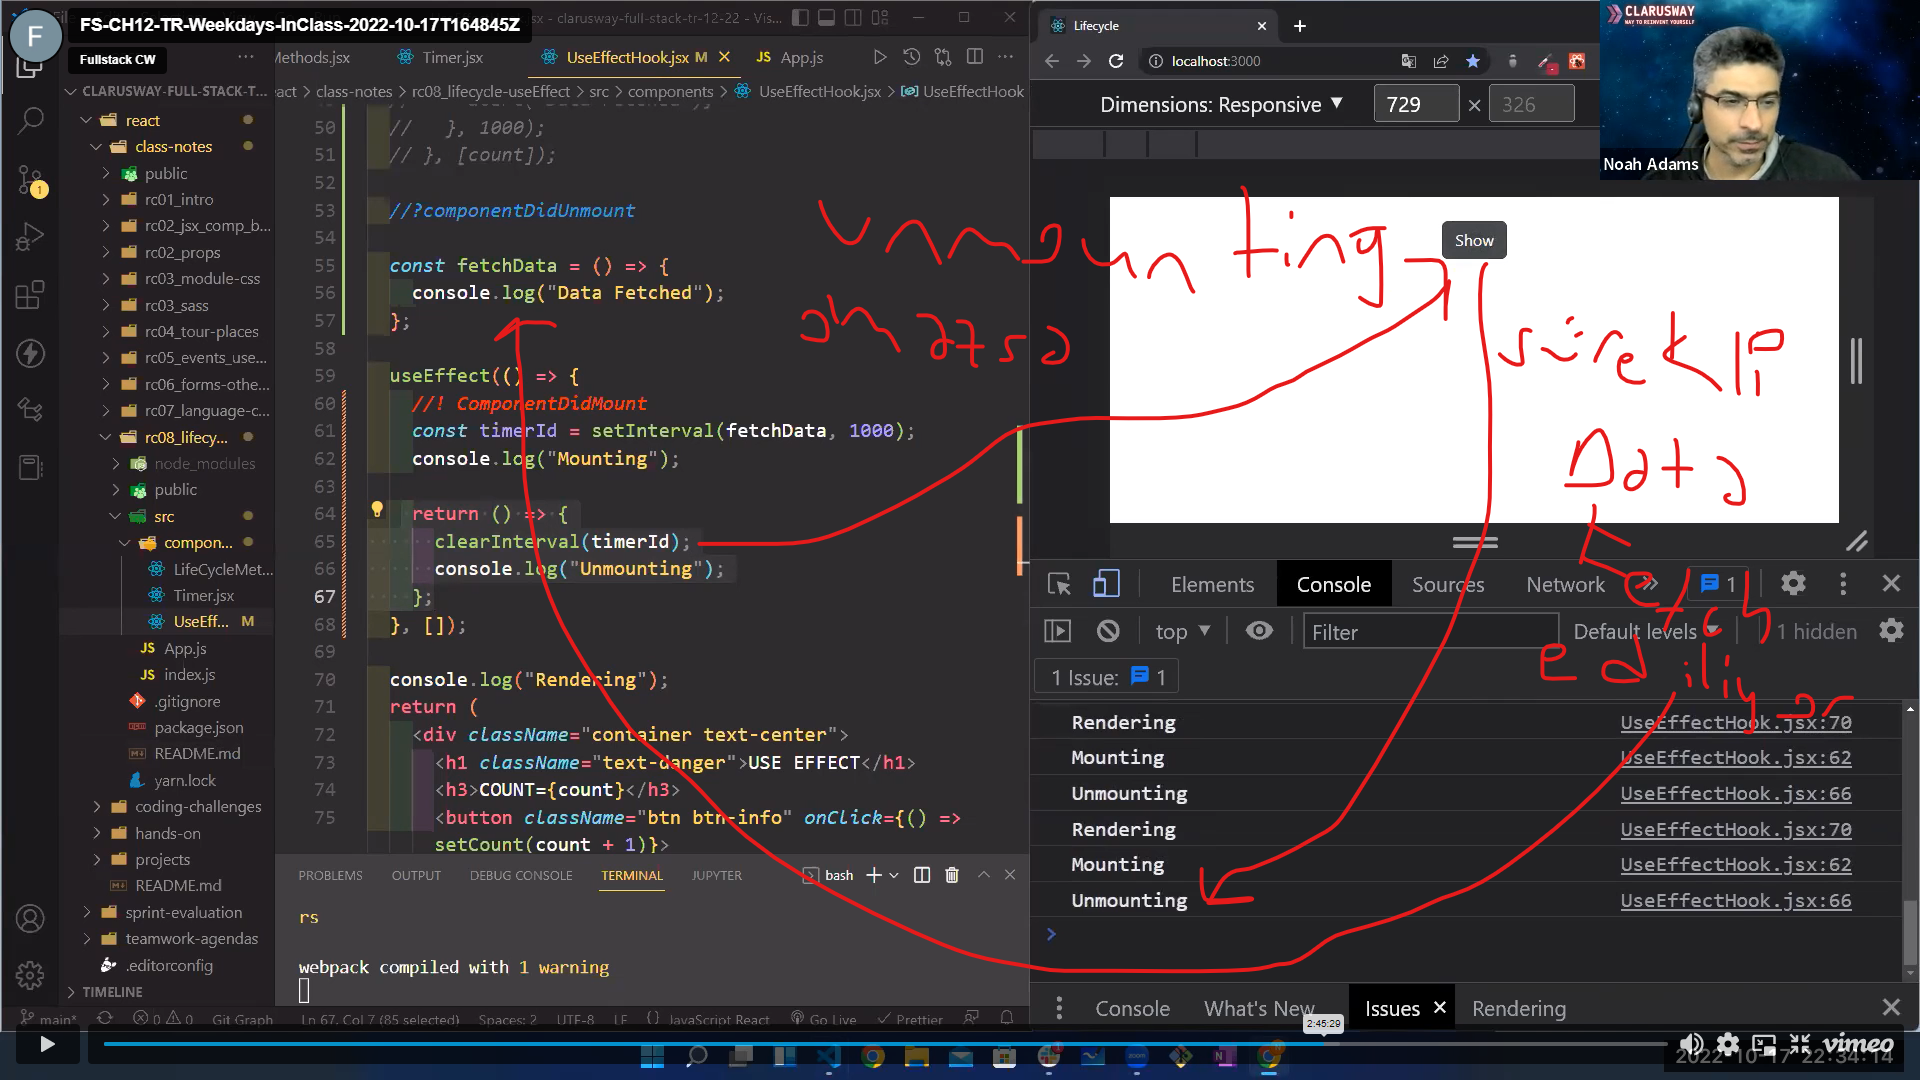 FS-CH12-TR-Weekdays-InClass-2022-10-17T164845Z
jsx - clarusway-full-stack-tr-12-22 - Vis...
F
Fullstack CW
Methods.jsx
Timer.jsx
UseEffectHook.jsx M
App.js
CLARUSWAY-FULL-STACK-T...
react
class-notes
public
rc01_intro
rc02_jsx_comp_b...
rc02_props
rc03_module-css
rc03_sass
rc04_tour-places
rc05_events_use...
rc06_forms-othe...
rc07_language-c...
rc08_lifecy...
node_modules
public
src
compon...
LifeCycleMet...
Timer.jsx
UseEff... M
App.js
index.js
.gitignore
package.json
README.md
yarn.lock
coding-challenges
hands-on
projects
README.md
sprint-evaluation
teamwork-agendas
.editorconfig
TIMELINE
act > class-notes > rc08_lifecycle-useEffect > src > components > UseEffectHook.jsx > UseEffectHook
50 // }, 1000);
51 // }, [count]);
52
53 //?componentDidUnmount
54
55 const fetchData = () => {
56 console.log("Data Fetched");
57 };
58
59 useEffect(() => {
60 //! ComponentDidMount
61 const timerId = setInterval(fetchData, 1000);
62 console.log("Mounting");
63
64 return () => {
65 clearInterval(timerId);
66 console.log("Unmounting");
67 };
68 }, []);
69
70 console.log("Rendering");
71 return (
72 <div className="container text-center">
73 <h1 className="text-danger">USE EFFECT</h1>
74 <h3>COUNT={count}</h3>
75 <button className="btn btn-info" onClick={() =>
setCount(count + 1)}>
PROBLEMS OUTPUT DEBUG CONSOLE TERMINAL JUPYTER bash
rs
webpack compiled with 1 warning
main* 0 0 Git Graph Ln 67, Col 7 (85 selected) Spaces: 2 UTF-8 LF JavaScript React Go Live Prettier
Lifecycle
localhost:3000
Dimensions: Responsive 729 × 326
CLARUSWAY
WAY TO REINVENT YOURSELF
Noah Adams
Show
unmounting
olmazsa
sürekli
Data
Fetch
ediliyor
Elements Console Sources Network 1
top Filter Default levels 1 hidden
1 Issue: 1
Rendering UseEffectHook.jsx:70
Mounting UseEffectHook.jsx:62
Unmounting UseEffectHook.jsx:66
Rendering UseEffectHook.jsx:70
Mounting UseEffectHook.jsx:62
Unmounting UseEffectHook.jsx:66
Console What's New Issues Rendering
2:45:29
vimeo
2022-10-17 22:34:14